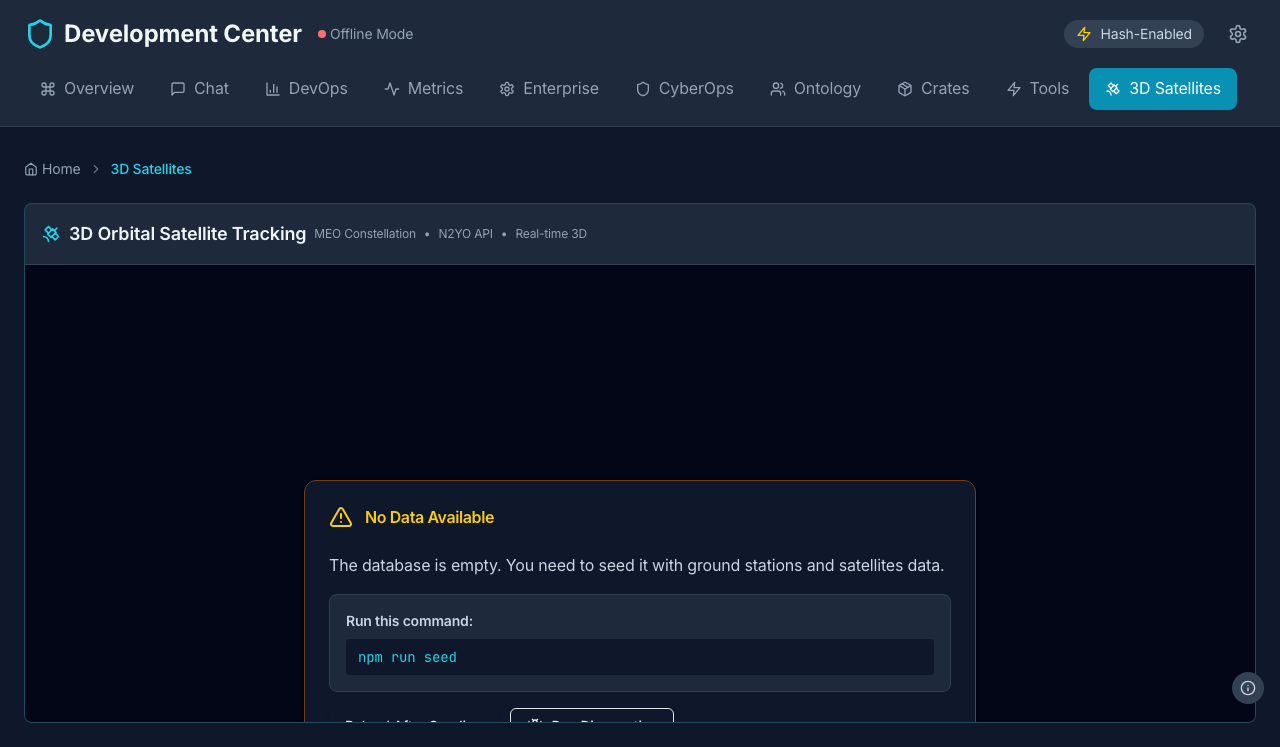 Development Center
Offline Mode
Hash-Enabled
Overview
Chat
DevOps
Metrics
Enterprise
CyberOps
Ontology
Crates
Tools
3D Satellites
Home
3D Satellites
3D Orbital Satellite Tracking MEO Constellation • N2YO API • Real-time 3D
No Data Available
The database is empty. You need to seed it with ground stations and satellites data.
Run this command:
npm run seed